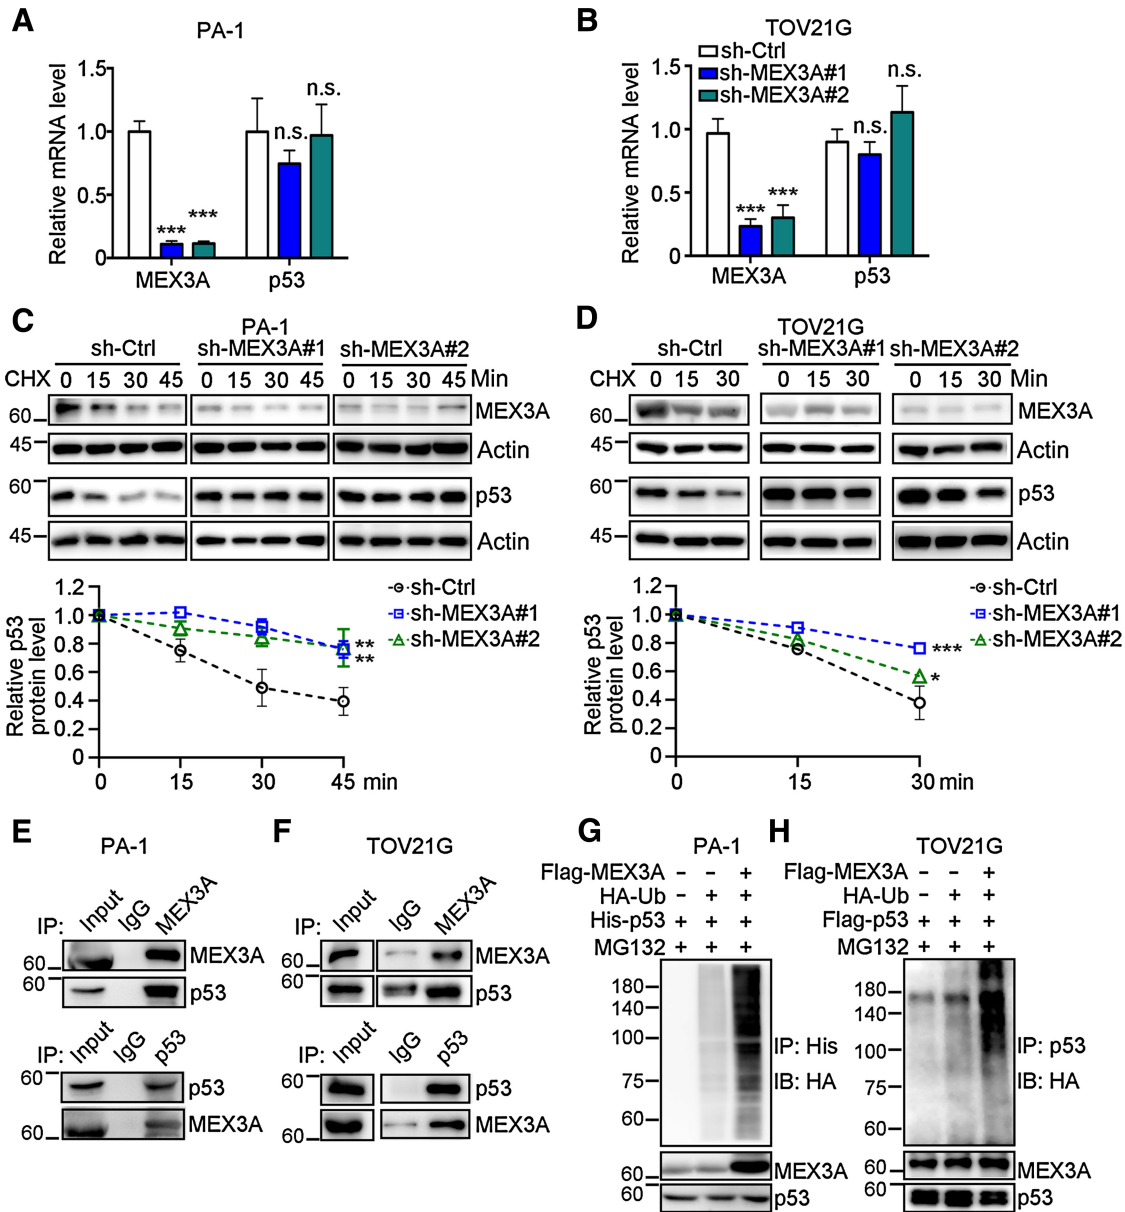 A
PA-1
Relative mRNA level
1.5
1.0
0.5
0
***
***
n.s.
n.s.
MEX3A
p53
B
TOV21G
sh-Ctrl
sh-MEX3A#1
sh-MEX3A#2
Relative mRNA level
1.5
1.0
0.5
0
***
***
n.s.
n.s.
MEX3A
p53
C
PA-1
sh-Ctrl sh-MEX3A#1 sh-MEX3A#2
CHX 0 15 30 45 0 15 30 45 0 15 30 45 Min
60 MEX3A
45 Actin
60 p53
45 Actin
Relative p53
protein level
1.2
1.0
0.8
0.6
0.4
0.2
0
sh-Ctrl
sh-MEX3A#1
sh-MEX3A#2
**
**
0 15 30 45 min
D
TOV21G
sh-Ctrl sh-MEX3A#1 sh-MEX3A#2
CHX 0 15 30 0 15 30 0 15 30 Min
60 MEX3A
45 Actin
60 p53
45 Actin
Relative p53
protein level
1.2
1.0
0.8
0.6
0.4
0.2
0
sh-Ctrl
sh-MEX3A#1
sh-MEX3A#2
***
*
0 15 30 min
E
PA-1
IP: Input IgG MEX3A
60 MEX3A
60 p53
IP: Input IgG p53
60 p53
60 MEX3A
F
TOV21G
IP: Input IgG MEX3A
60 MEX3A
60 p53
IP: Input IgG p53
60 p53
60 MEX3A
G
PA-1
Flag-MEX3A - - +
HA-Ub - + +
His-p53 + + +
MG132 + + +
180
140
100
75
60
IP: His
IB: HA
60 MEX3A
60 p53
H
TOV21G
Flag-MEX3A - - +
HA-Ub - + +
Flag-p53 + + +
MG132 + + +
180
140
100
75
60
IP: p53
IB: HA
60 MEX3A
60 p53